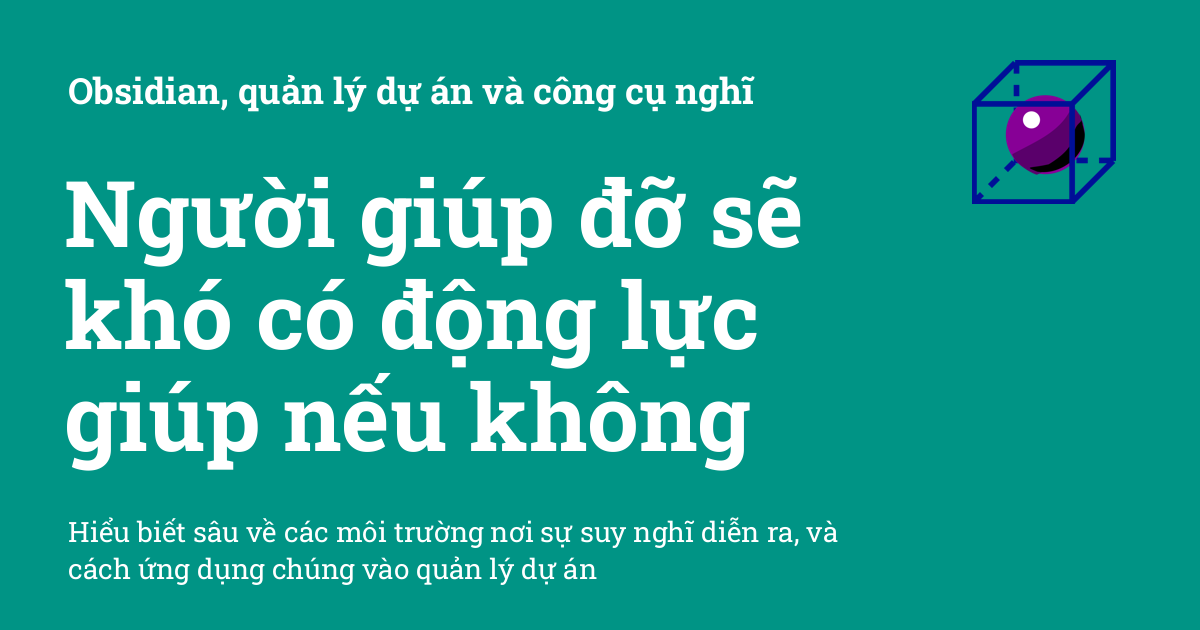 Obsidian, quản lý dự án và công cụ nghĩ
Người giúp đỡ sẽ
khó có động lực
giúp nếu không
Hiểu biết sâu về các môi trường nơi sự suy nghĩ diễn ra, và
cách ứng dụng chúng vào quản lý dự án